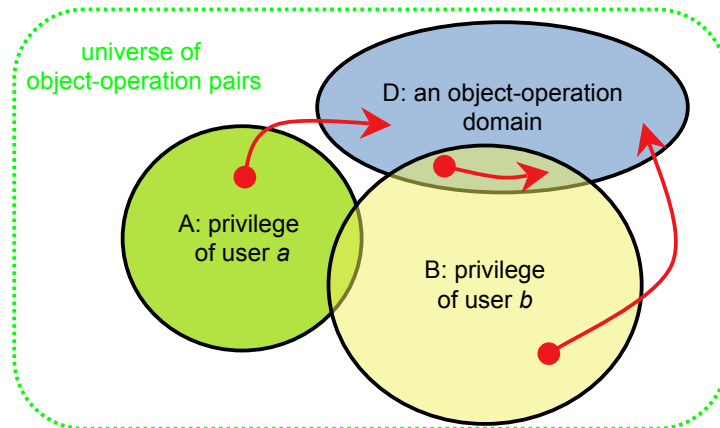 universe of
object-operation pairs
D: an object-operation
domain
A: privilege
of user a
B: privilege
of user b